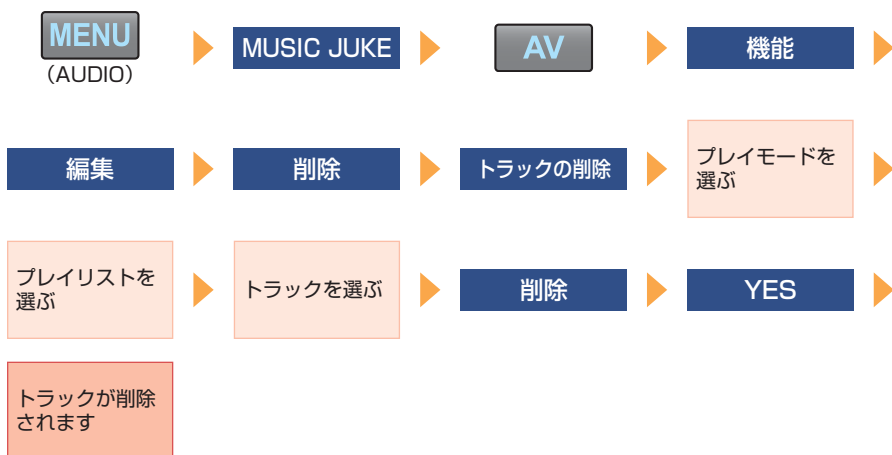 MENU
(AUDIO)
MUSIC JUKE
AV
機能
編集
削除
トラックの削除
プレイモードを
選ぶ
プレイリストを
選ぶ
トラックを選ぶ
削除
YES
トラックが削除
されます